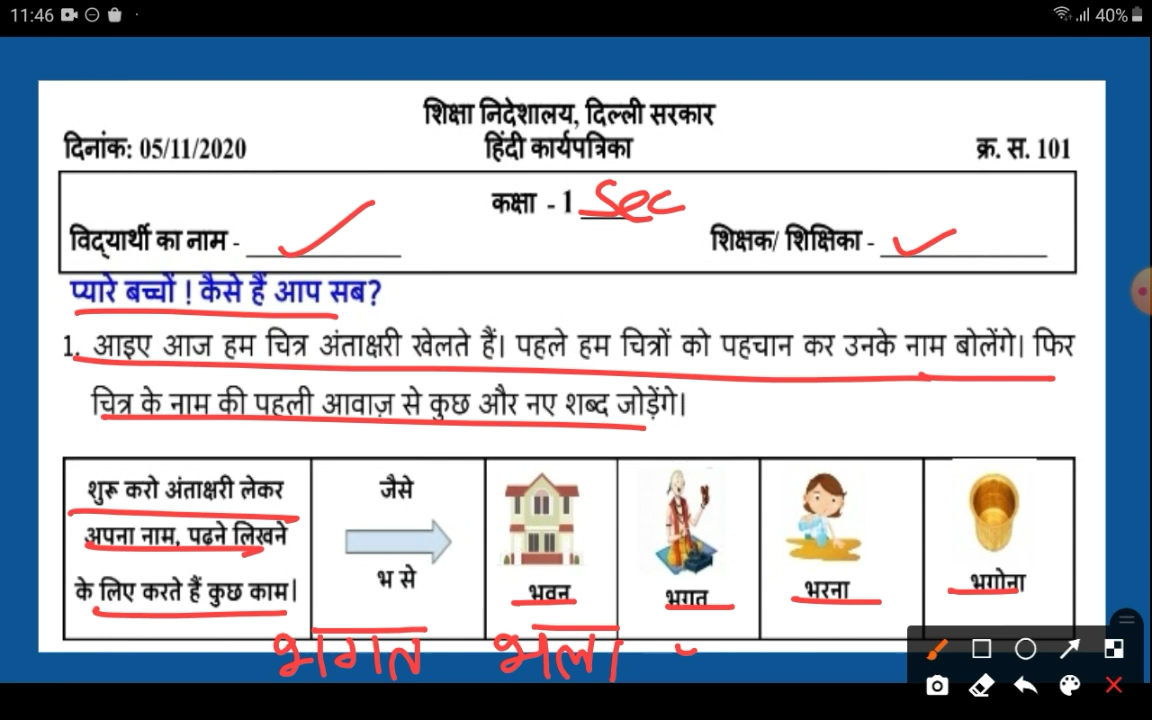 11:46 40%
शिक्षा निदेशालय, दिल्ली सरकार
दिनांक: 05/11/2020 हिंदी कार्यपत्रिका क्र. स. 101
कक्षा - 1 Sec
विद्यार्थी का नाम - शिक्षक/ शिक्षिका -
प्यारे बच्चों ! कैसे हैं आप सब?
1. आइए आज हम चित्र अंताक्षरी खेलते हैं। पहले हम चित्रों को पहचान कर उनके नाम बोलेंगे। फिर
चित्र के नाम की पहली आवाज़ से कुछ और नए शब्द जोड़ेंगे।
शुरू करो अंताक्षरी लेकर
अपना नाम, पढ़ने लिखने
के लिए करते हैं कुछ काम।
जैसे
भ से
भवन भगत भरना भगोना
भगत भला